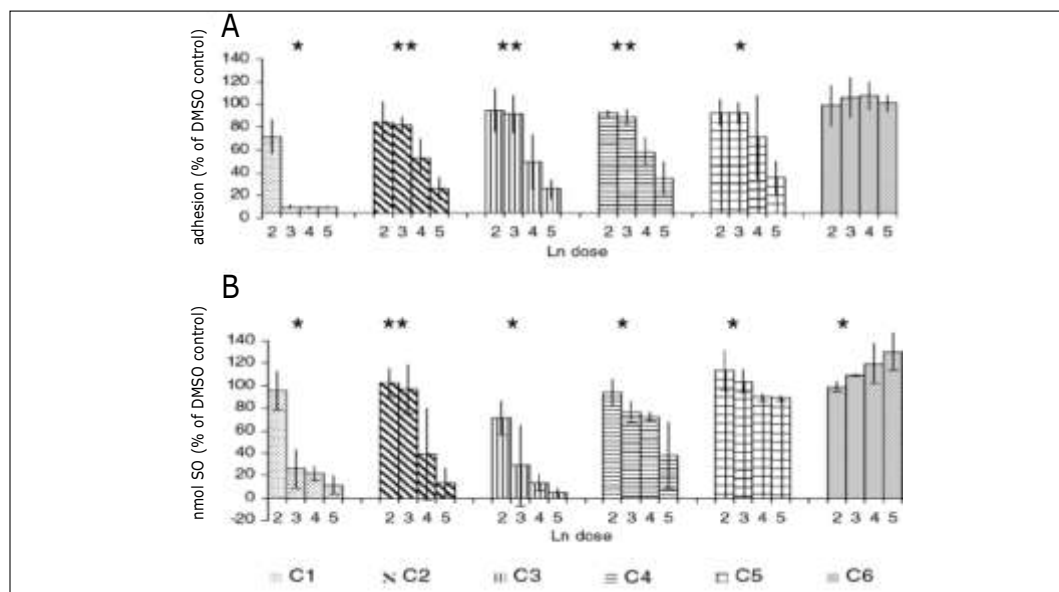 A
adhesion (% of DMSO control)
★ ★★ ★★ ★★ ★
140
120
100
80
60
40
20
0
2 3 4 5 2 3 4 5 2 3 4 5 2 3 4 5 2 3 4 5 2 3 4 5
Ln dose
B
nmol SO (% of DMSO control)
★ ★★ ★ ★ ★ ★
140
120
100
80
60
40
20
0
-20
2 3 4 5 2 3 4 5 2 3 4 5 2 3 4 5 2 3 4 5 2 3 4 5
Ln dose
C1 C2 C3 C4 C5 C6